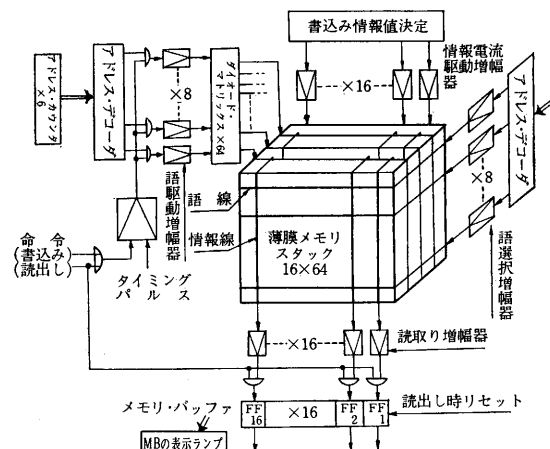 書込み情報値決定
情報電流
駆動増幅
器
×16
アドレス・カウンタ
×6
アドレス・デコーダ
×8
ダイオード・
マトリックス×64
アドレス・デコーダ
×8
語駆動増幅器
語線
情報線
薄膜メモリ
スタック
16×64
語選択増幅器
命令
(書込み)
(読出し)
タイミング
パルス
×16
読取り増幅器
メモリ・バッファ
FF
16
×16
FF
2
FF
1
読出し時リセット
MBの表示ランプ